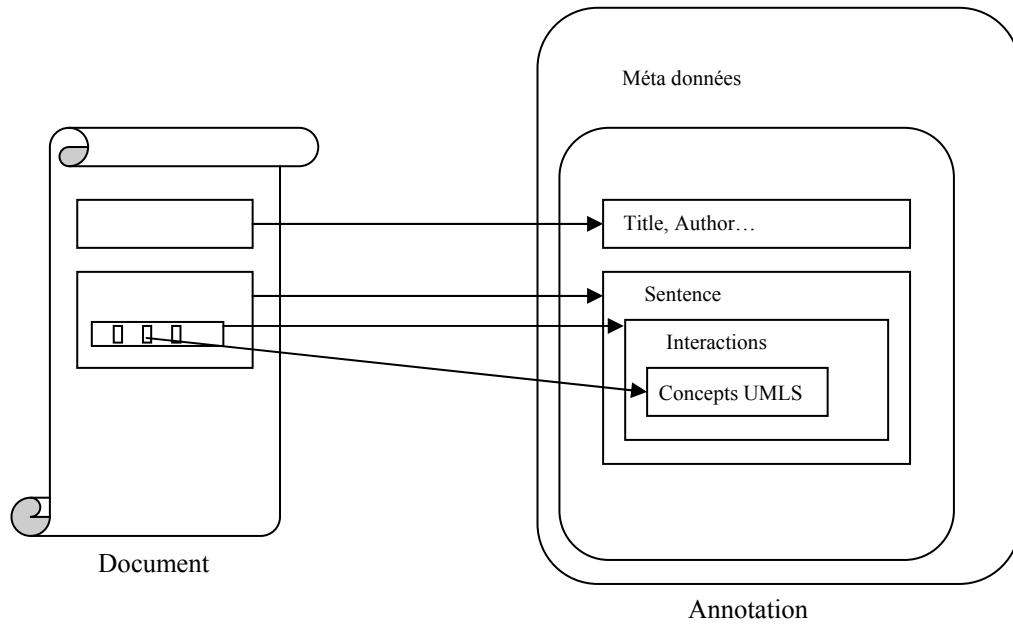 Méta données
Title, Author…
Sentence
Interactions
Concepts UMLS
Document
Annotation